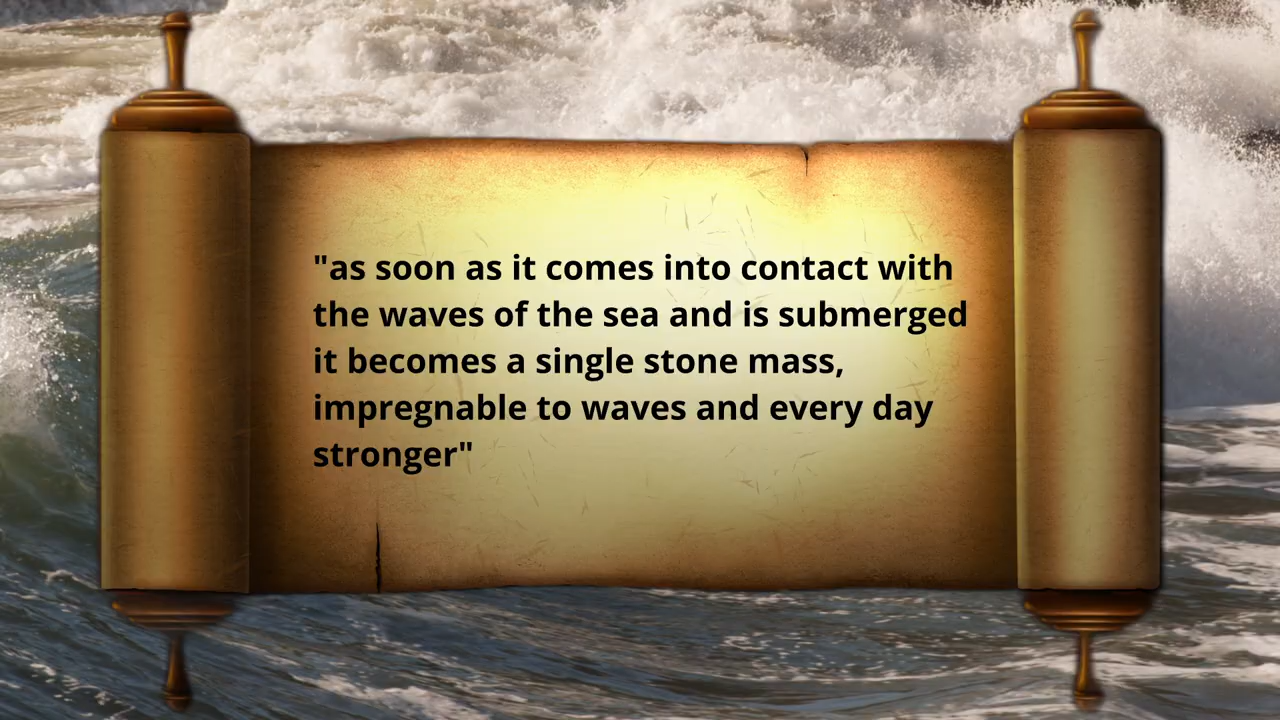 "as soon as it comes into contact with
the waves of the sea and is submerged
it becomes a single stone mass,
impregnable to waves and every day
stronger"